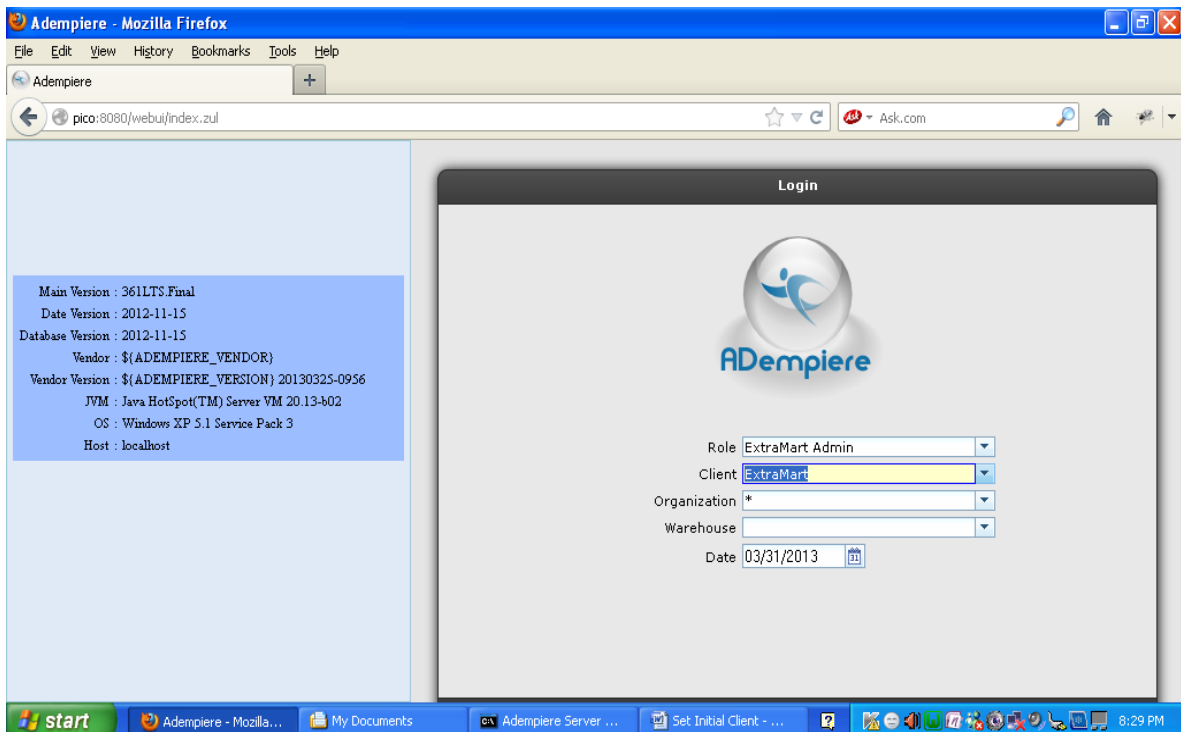 Adempiere - Mozilla Firefox
File Edit View History Bookmarks Tools Help
Adempiere
pico:8080/webui/index.zul
Ask.com
Login
ADempiere
Main Version : 361LTS.Final
Date Version : 2012-11-15
Database Version : 2012-11-15
Vendor : ${ADEMPIERE_VENDOR}
Vendor Version : ${ADEMPIERE_VERSION} 20130325-0956
JVM : Java HotSpot(TM) Server VM 20.13-b02
OS : Windows XP 5.1 Service Pack 3
Host : localhost
Role ExtraMart Admin
Client ExtraMart
Organization *
Warehouse
Date 03/31/2013 31
start Adempiere - Mozilla... My Documents Adempiere Server ... Set Initial Client - ... 8:29 PM